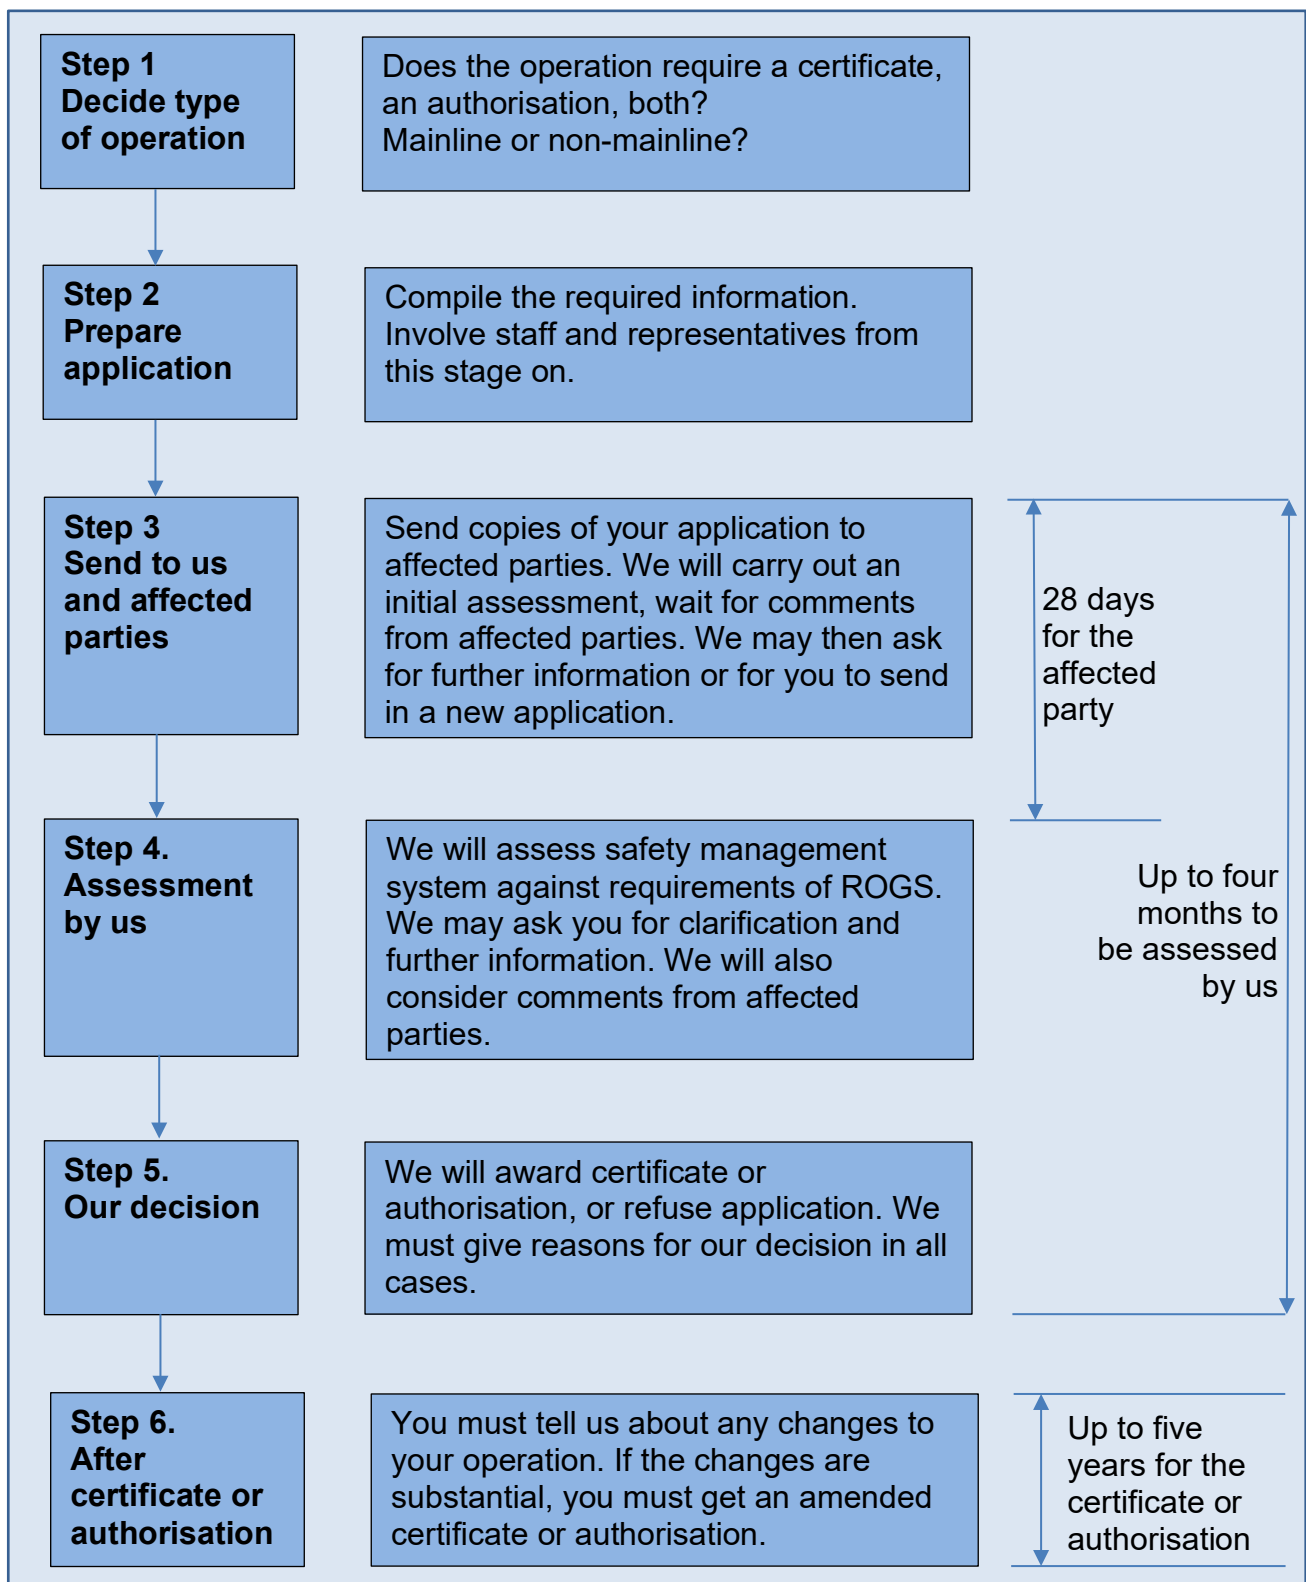 Step 1
Decide type
of operation
Does the operation require a certificate,
an authorisation, both?
Mainline or non-mainline?
Step 2
Prepare
application
Compile the required information.
Involve staff and representatives from
this stage on.
Step 3
Send to us
and affected
parties
Send copies of your application to
affected parties. We will carry out an
initial assessment, wait for comments
from affected parties. We may then ask
for further information or for you to send
in a new application.
28 days
for the
affected
party
Step 4.
Assessment
by us
We will assess safety management
system against requirements of ROGS.
We may ask you for clarification and
further information. We will also
consider comments from affected
parties.
Up to four
months to
be assessed
by us
Step 5.
Our decision
We will award certificate or
authorisation, or refuse application. We
must give reasons for our decision in all
cases.
Step 6.
After
certificate or
authorisation
You must tell us about any changes to
your operation. If the changes are
substantial, you must get an amended
certificate or authorisation.
Up to five
years for the
certificate or
authorisation